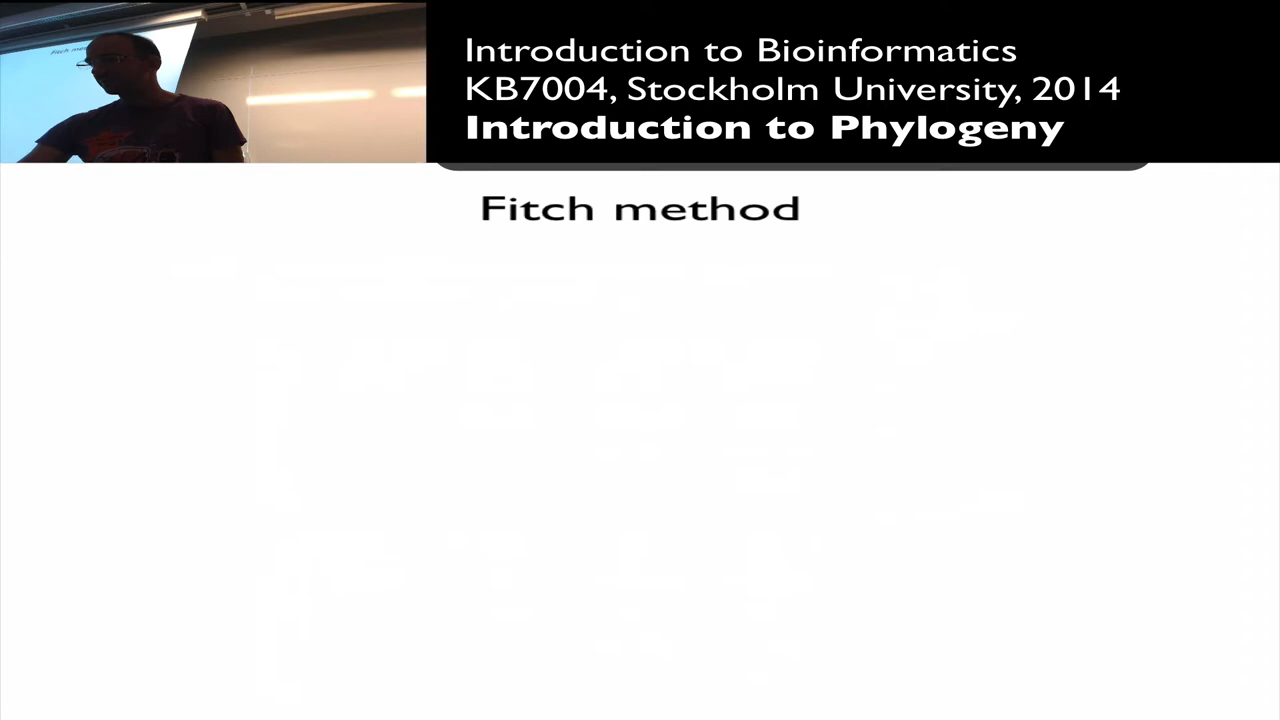 Introduction to Bioinformatics
KB7004, Stockholm University, 2014
Introduction to Phylogeny
Fitch method